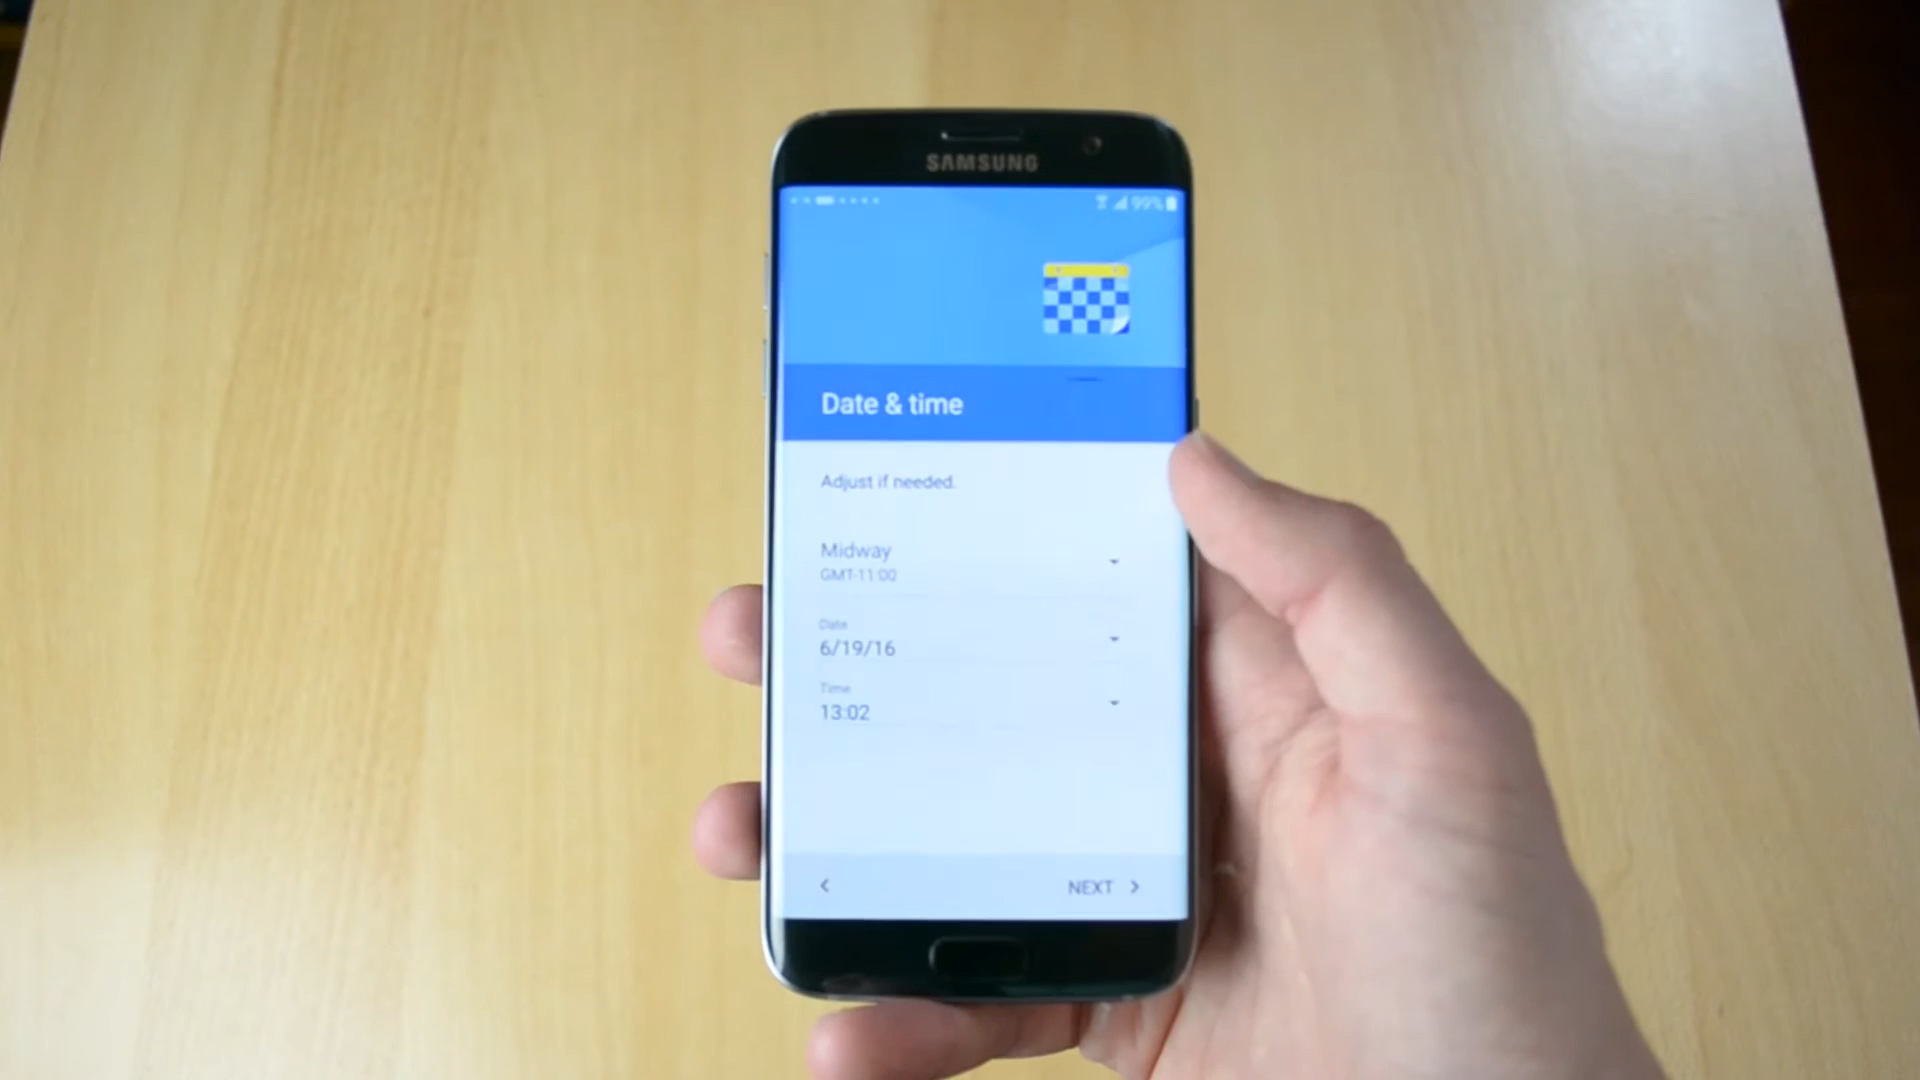 SAMSUNG
99%
Date & time
Adjust if needed.
Midway
GMT-11:00
Date
6/19/16
Time
13:02
NEXT